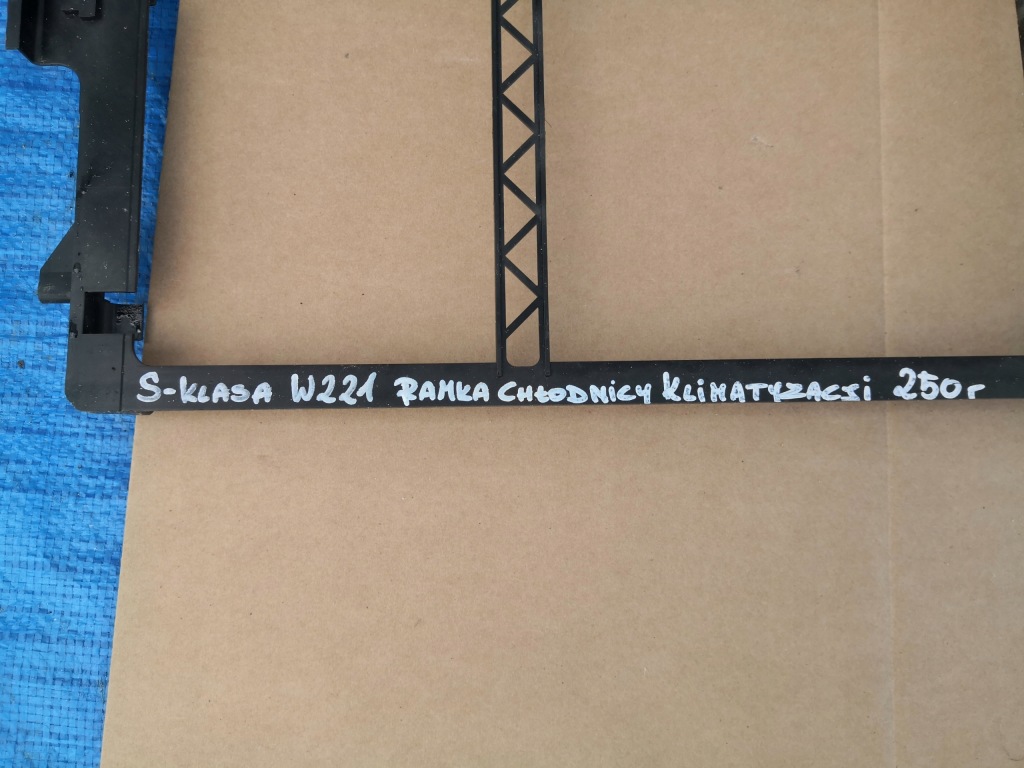 S-KLASA W221 RAMKA CHŁODNICY KLIMATYZACJI 250r